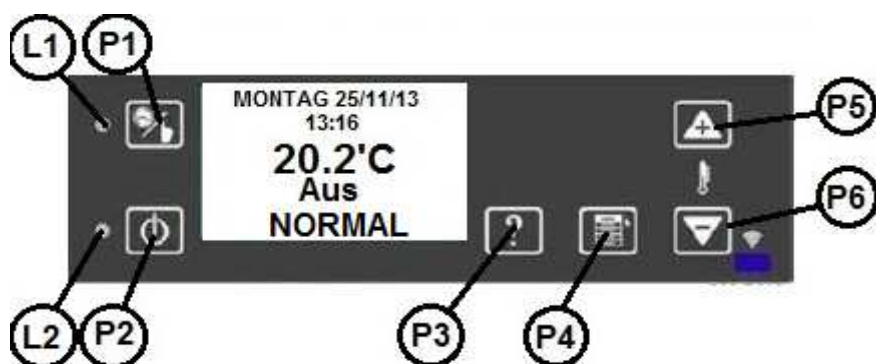 L1 P1
MONTAG 25/11/13
13:16
20.2'C
Aus
NORMAL
P5
P6
?
L2 P2 P3 P4